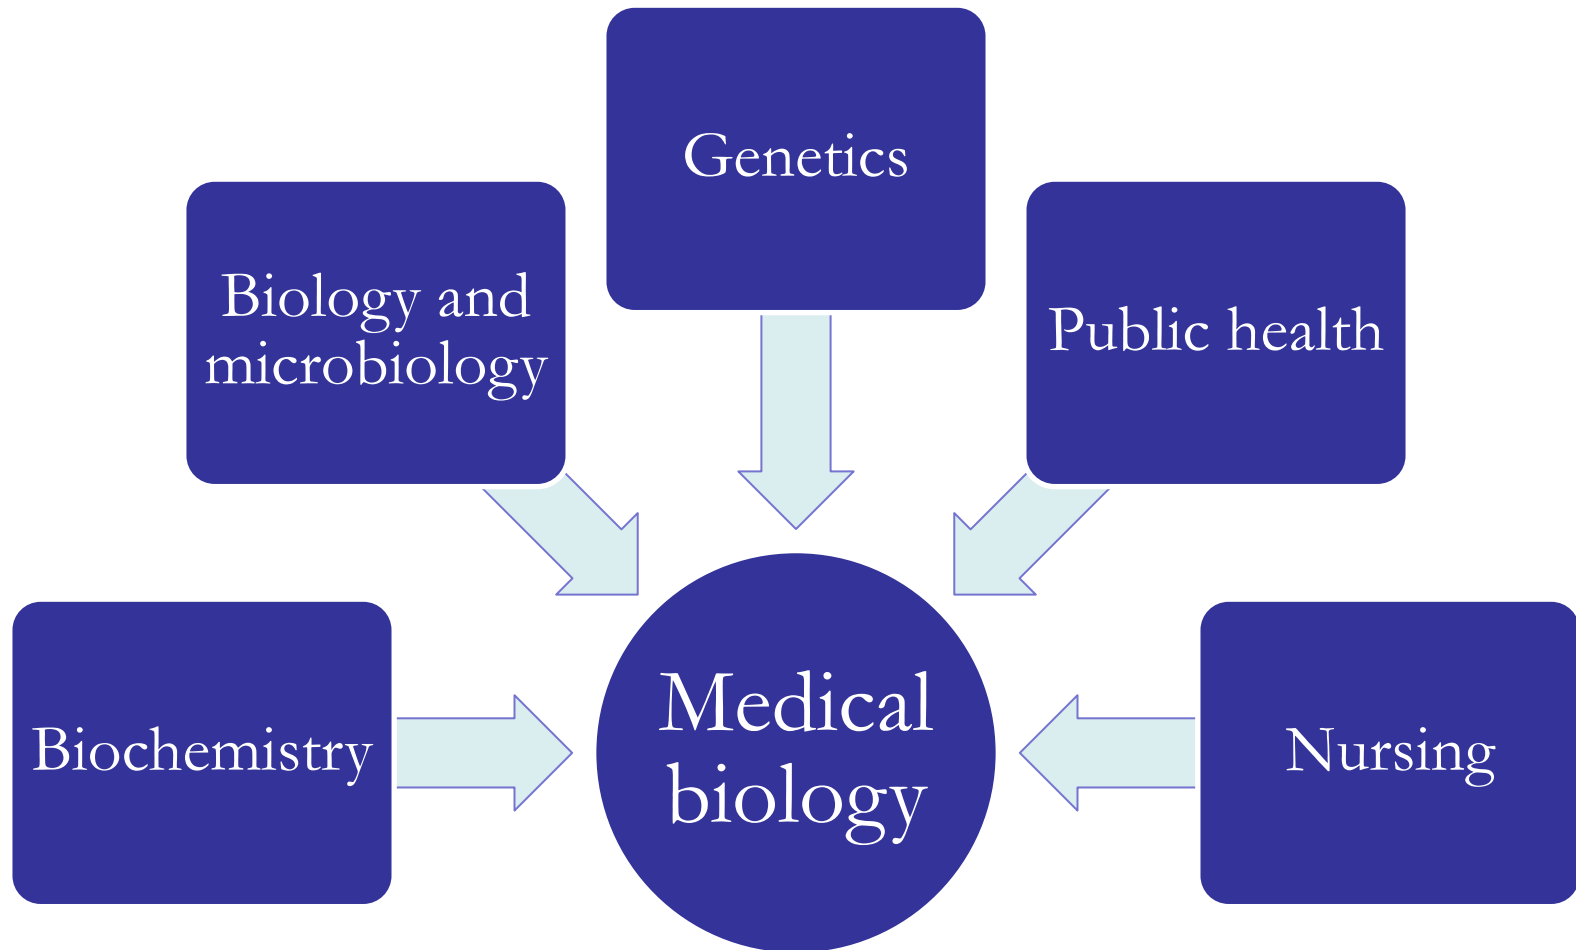 Genetics
Biology and
microbiology
Public health
Biochemistry
Medical
biology
Nursing